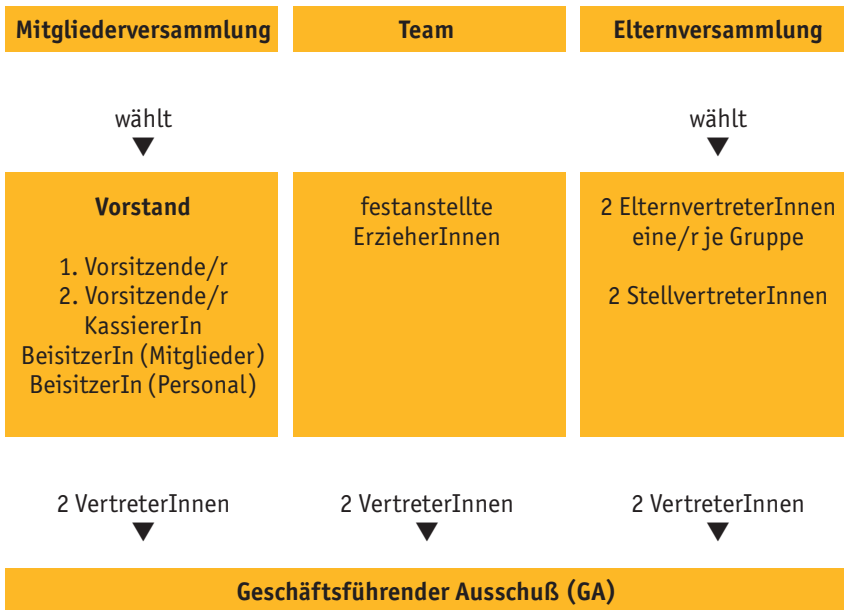 Mitgliederversammlung
Team
Elternversammlung
wählt
wählt
Vorstand
1. Vorsitzende/r
2. Vorsitzende/r
KassiererIn
BeisitzerIn (Mitglieder)
BeisitzerIn (Personal)
festanstellte
ErzieherInnen
2 ElternvertreterInnen
eine/r je Gruppe
2 StellvertreterInnen
2 VertreterInnen
2 VertreterInnen
2 VertreterInnen
Geschäftsführender Ausschuß (GA)